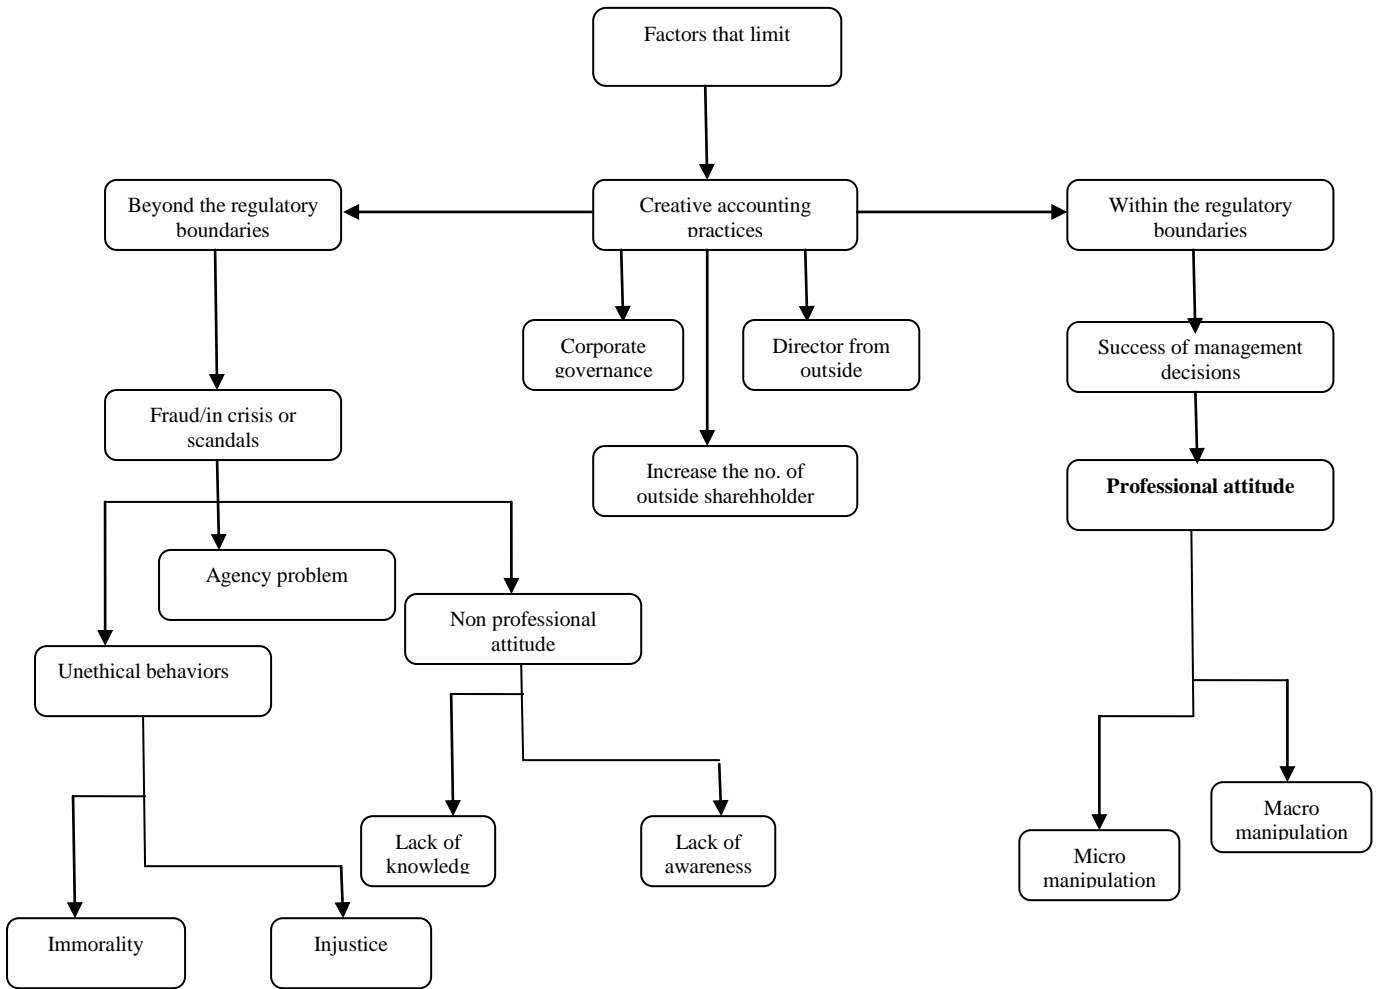 Factors that limit
Beyond the regulatory
boundaries
Creative accounting
practices
Within the regulatory
boundaries
Corporate
governance
Director from
outside
Success of management
decisions
Fraud/in crisis or
scandals
Increase the no. of
outside sharehholder
Professional attitude
Agency problem
Non professional
attitude
Unethical behaviors
Lack of
knowledg
Lack of
awareness
Micro
manipulation
Macro
manipulation
Immorality
Injustice